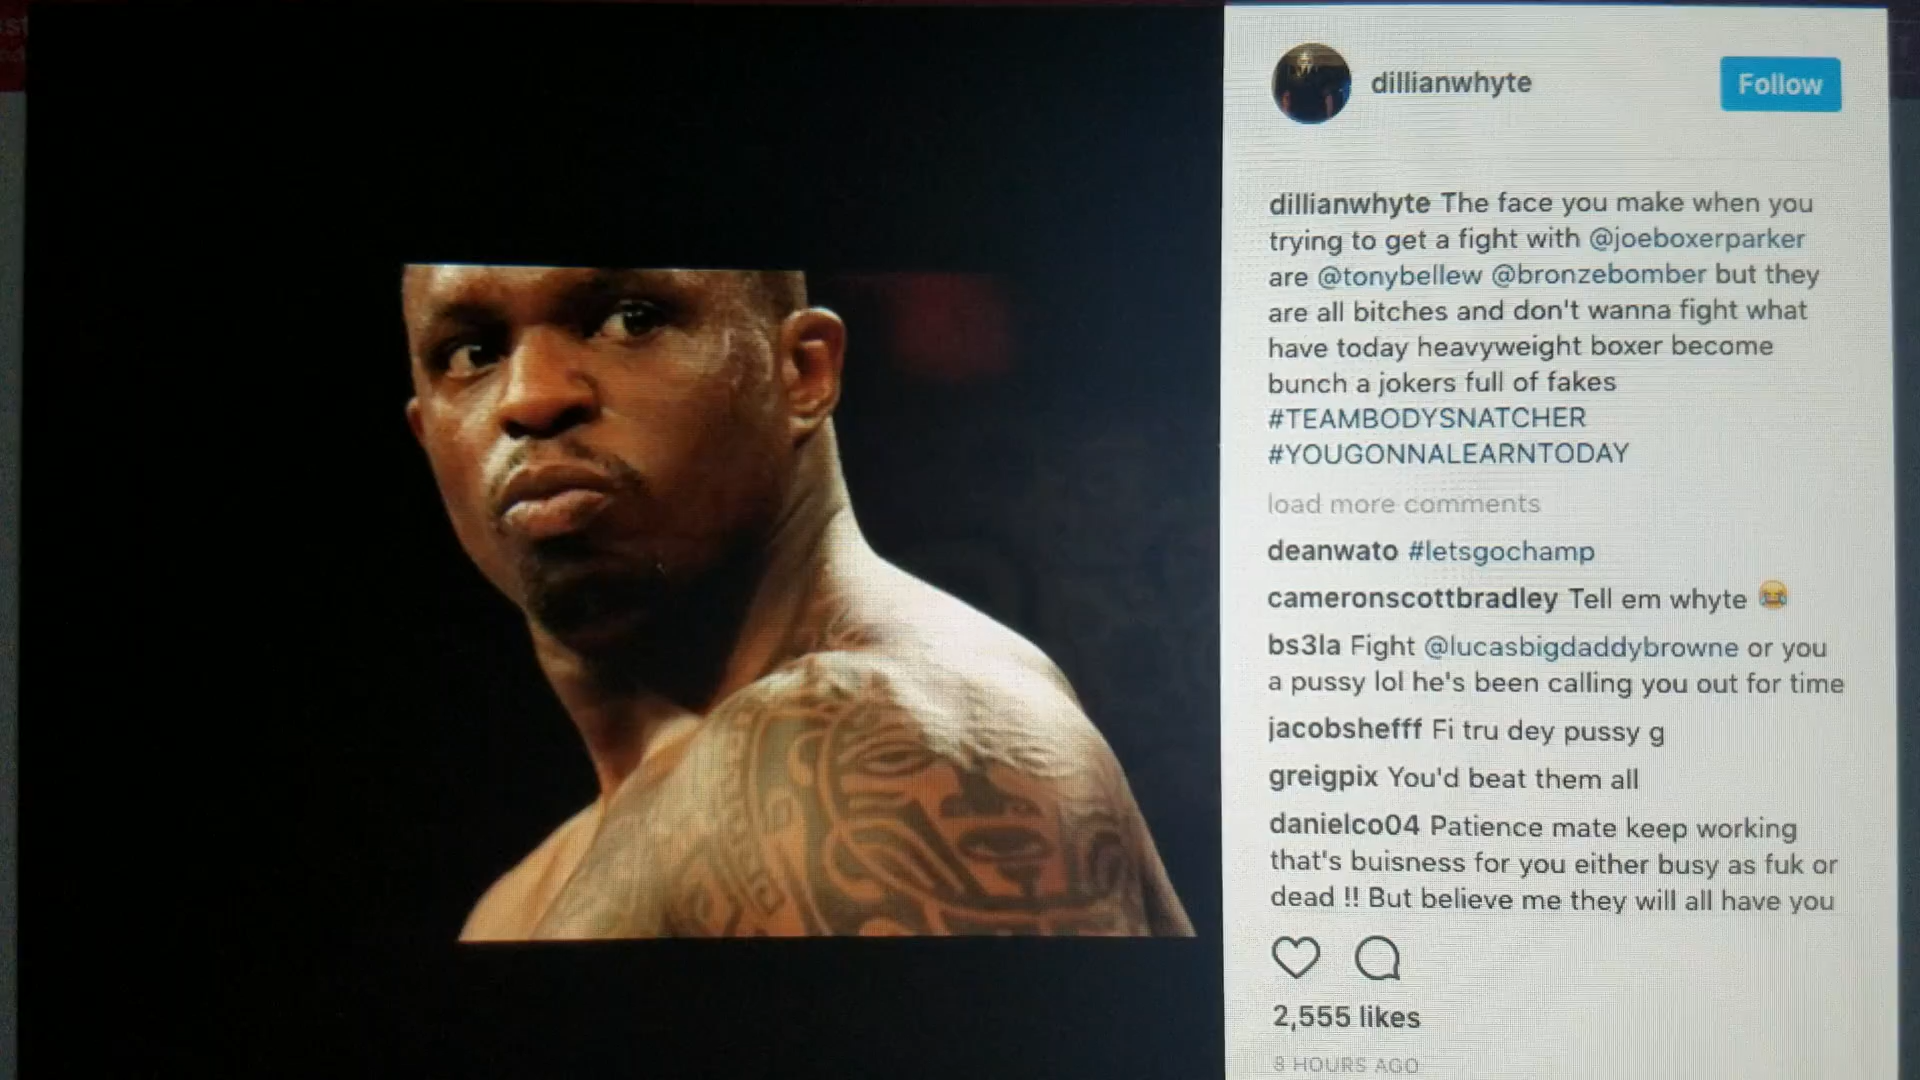 dillianwhyte
Follow
dillianwhyte The face you make when you
trying to get a fight with @joeboxerparker
are @tonybellew @bronzebomber but they
are all bitches and don't wanna fight what
have today heavyweight boxer become
bunch a jokers full of fakes
#TEAMBODYSNATCHER
#YOUGONNALEARNTODAY
load more comments
deanwato #letsgochamp
cameronscottbradley Tell em whyte 😂
bs3la Fight @lucasbigdaddybrowne or you
a pussy lol he's been calling you out for time
jacobshefff Fi tru dey pussy g
greigpix You'd beat them all
danielco04 Patience mate keep working
that's buisness for you either busy as fuk or
dead !! But believe me they will all have you
2,555 likes
8 HOURS AGO